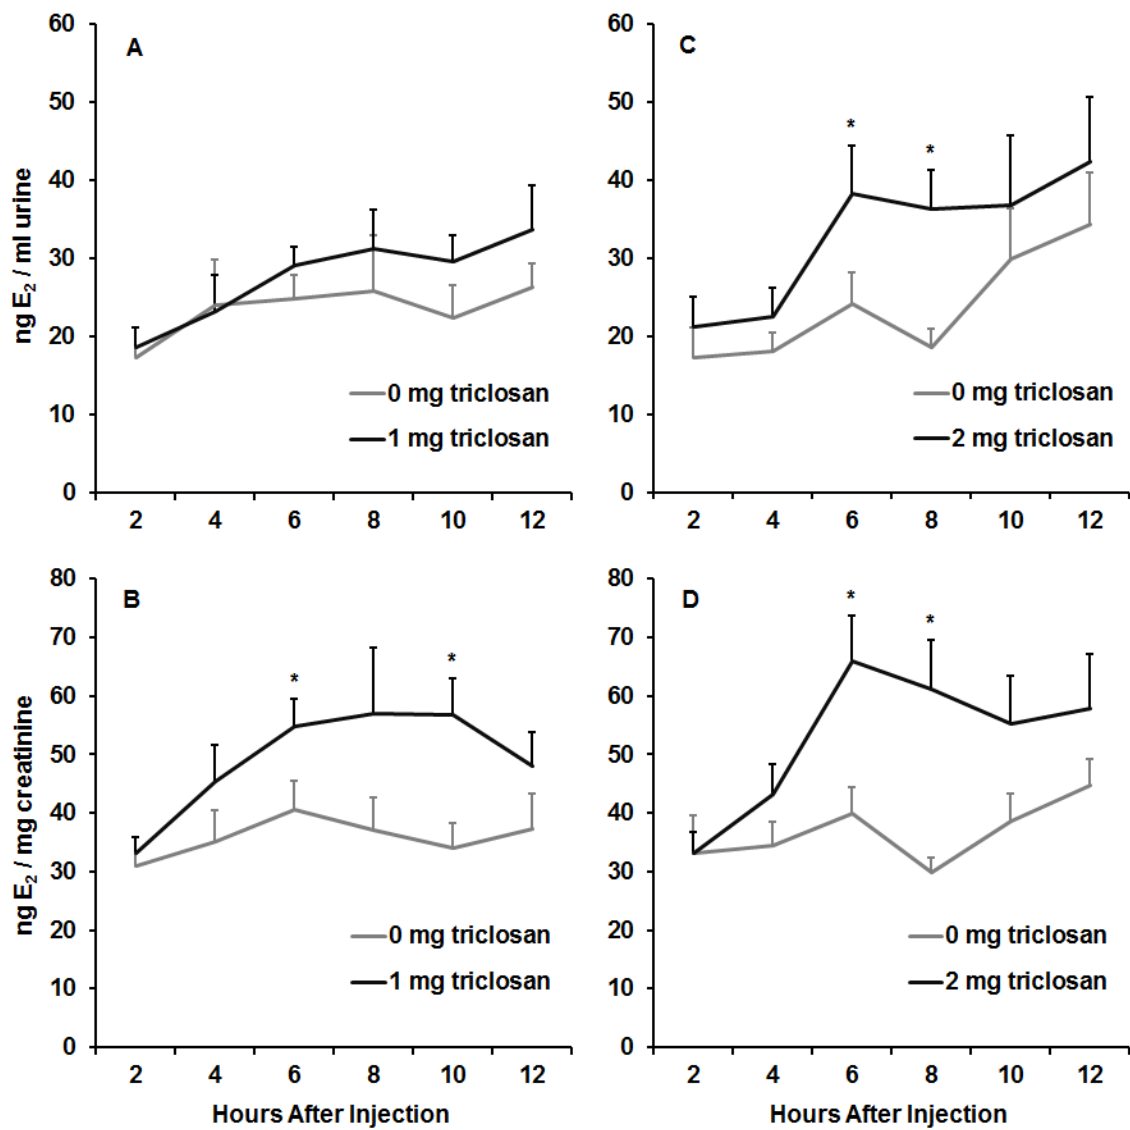 A
ng E₂ / ml urine
60
50
40
30
20
10
0
0 mg triclosan
1 mg triclosan
2 4 6 8 10 12
C
60
50
40
30
20
10
0
* *
0 mg triclosan
2 mg triclosan
2 4 6 8 10 12
B
ng E₂ / mg creatinine
80
70
60
50
40
30
20
10
0
* *
0 mg triclosan
1 mg triclosan
2 4 6 8 10 12
Hours After Injection
D
80
70
60
50
40
30
20
10
0
* *
0 mg triclosan
2 mg triclosan
2 4 6 8 10 12
Hours After Injection